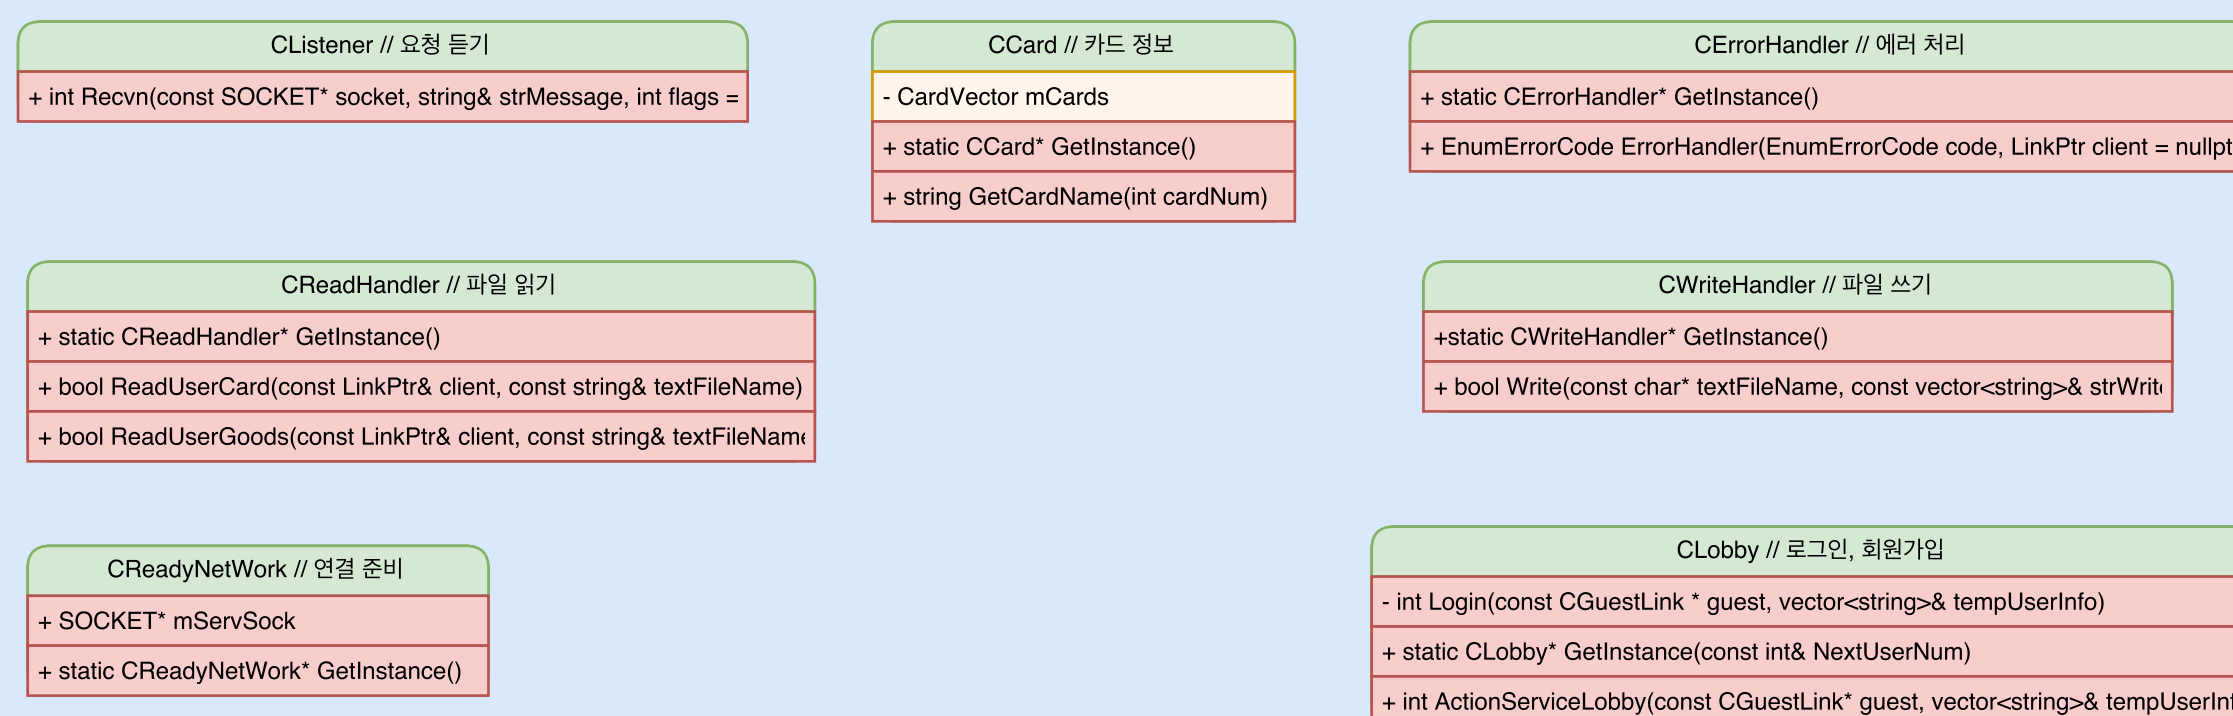 CListener // 요청 듣기
+ int Recvn(const SOCKET* socket, string& strMessage, int flags =
CCard // 카드 정보
- CardVector mCards
+ static CCard* GetInstance()
+ string GetCardName(int cardNum)
CErrorHandler // 에러 처리
+ static CErrorHandler* GetInstance()
+ EnumErrorCode ErrorHandler(EnumErrorCode code, LinkPtr client = nullpt
CReadHandler // 파일 읽기
+ static CReadHandler* GetInstance()
+ bool ReadUserCard(const LinkPtr& client, const string& textFileName)
+ bool ReadUserGoods(const LinkPtr& client, const string& textFileName
CWriteHandler // 파일 쓰기
+static CWriteHandler* GetInstance()
+ bool Write(const char* textFileName, const vector<string>& strWrite
CReadyNetWork // 연결 준비
+ SOCKET* mServSock
+ static CReadyNetWork* GetInstance()
CLobby // 로그인, 회원가입
- int Login(const CGuestLink * guest, vector<string>& tempUserInfo)
+ static CLobby* GetInstance(const int& NextUserNum)
+ int ActionServiceLobby(const CGuestLink* guest, vector<string>& tempUserInf